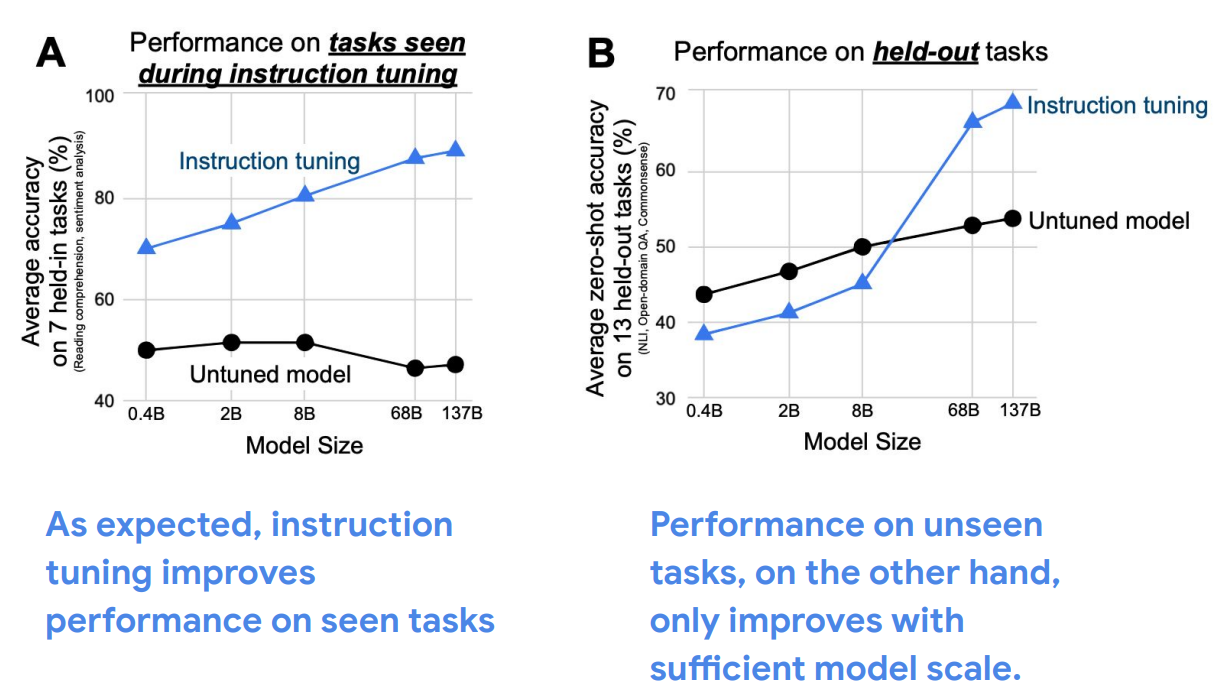 A
Performance on tasks seen
during instruction tuning
Average accuracy
on 7 held-in tasks (%)
(Reading comprehension, sentiment analysis)
100
80
60
40
Instruction tuning
Untuned model
0.4B 2B 8B 68B 137B
Model Size
As expected, instruction
tuning improves
performance on seen tasks
B
Performance on held-out tasks
Average zero-shot accuracy
on 13 held-out tasks (%)
(NLI, Open-domain QA, Commonsense)
70
60
50
40
30
Instruction tuning
Untuned model
0.4B 2B 8B 68B 137B
Model Size
Performance on unseen
tasks, on the other hand,
only improves with
sufficient model scale.